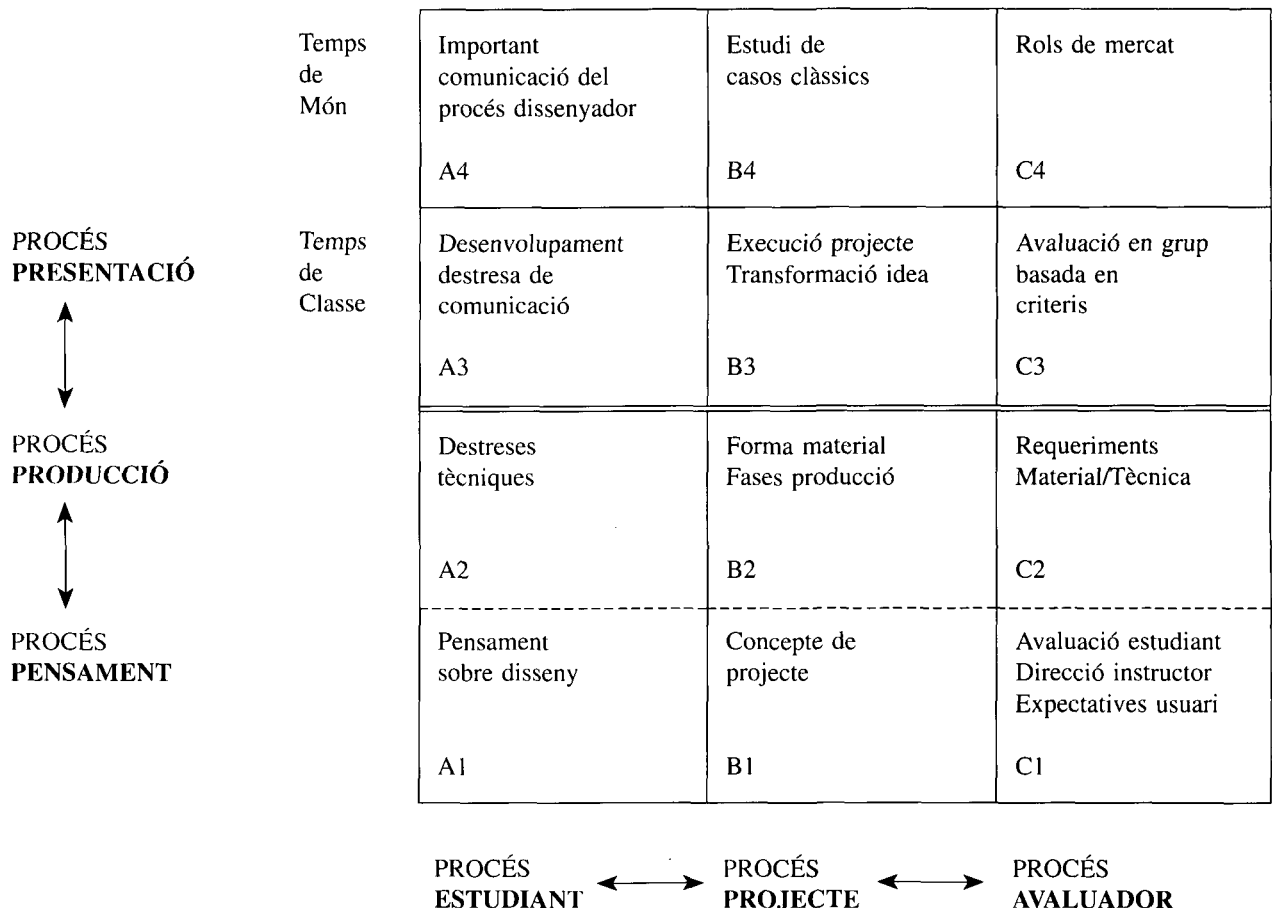 Temps
de
Món
Important
comunicació del
procés dissenyador
A4
Estudi de
casos clàssics
B4
Rols de mercat
C4
PROCÉS
PRESENTACIÓ
Temps
de
Classe
Desenvolupament
destresa de
comunicació
A3
Execució projecte
Transformació idea
B3
Avaluació en grup
basada en
criteris
C3
PROCÉS
PRODUCCIÓ
Destreses
tècniques
A2
Forma material
Fases producció
B2
Requeriments
Material/Tècnica
C2
PROCÉS
PENSAMENT
Pensament
sobre disseny
A1
Concepte de
projecte
B1
Avaluació estudiant
Direcció instructor
Expectatives usuari
C1
PROCÉS
ESTUDIANT
PROCÉS
PROJECTE
PROCÉS
AVALUADOR